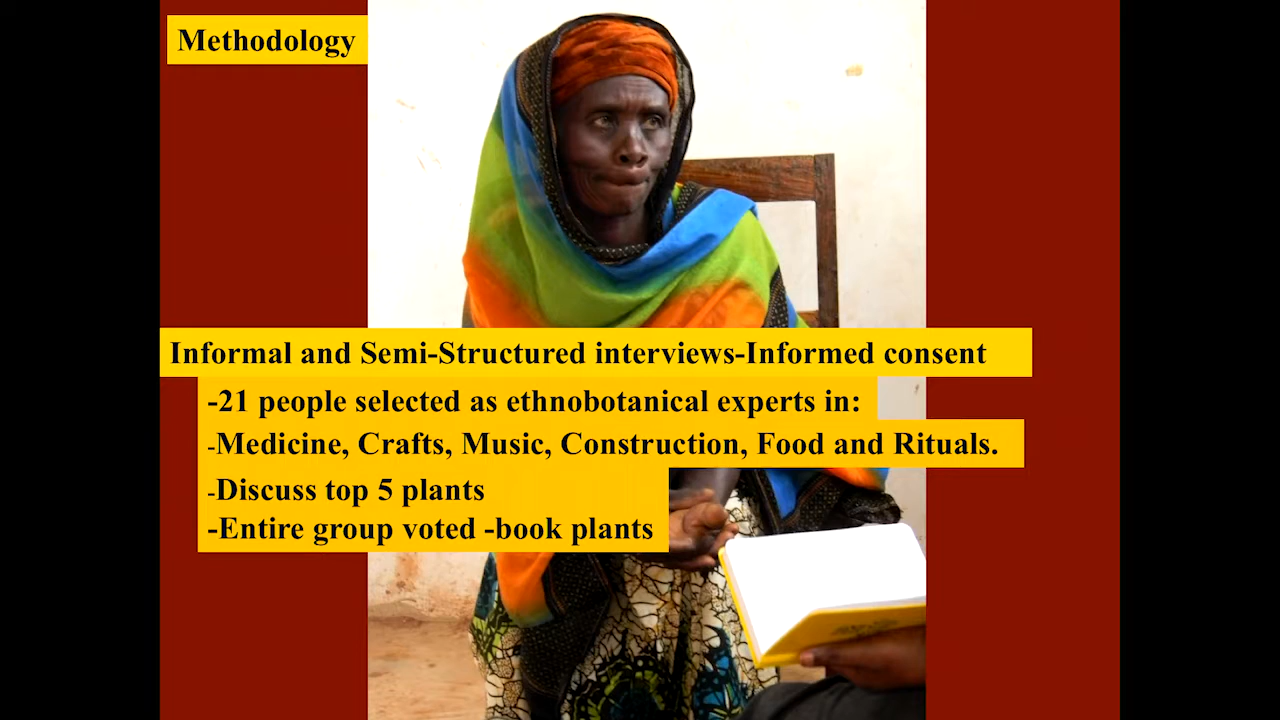 Methodology
Informal and Semi-Structured interviews-Informed consent
-21 people selected as ethnobotanical experts in:
-Medicine, Crafts, Music, Construction, Food and Rituals.
-Discuss top 5 plants
-Entire group voted -book plants